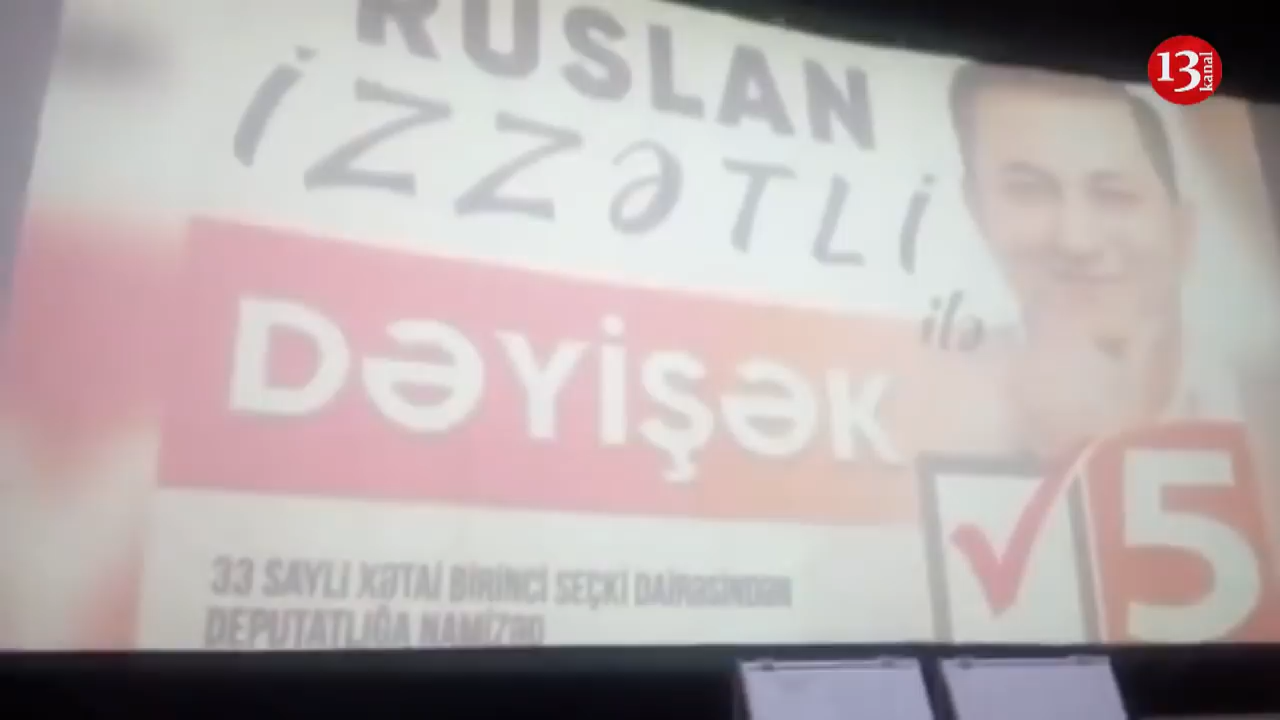 RUSLAN
İZZƏTLİ
ilə
DƏYİŞƏK
33 SAYLI XƏTAİ BİRİNCİ SEÇKİ DAİRƏSİNDƏN
DEPUTATLIĞA NAMİZƏD
5
13 kanal